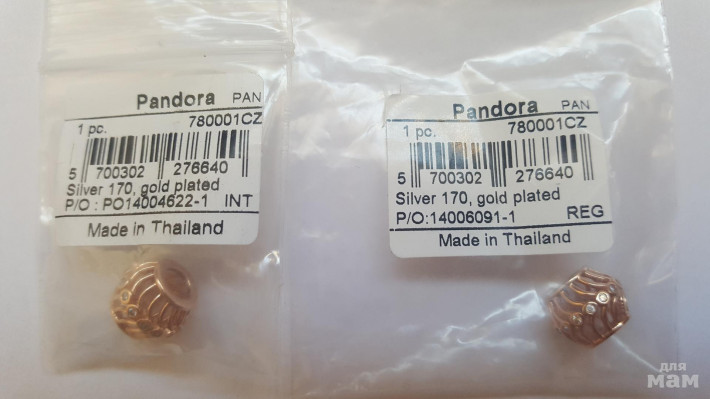 Pandora PAN
1 pc. 780001CZ
5 700302 276640
Silver 170, gold plated
P/O : PO14004622-1 INT
Made in Thailand
Pandora PAN
1 pc. 780001CZ
5 700302 276640
Silver 170, gold plated
P/O:14006091-1 REG
Made in Thailand
для
мам